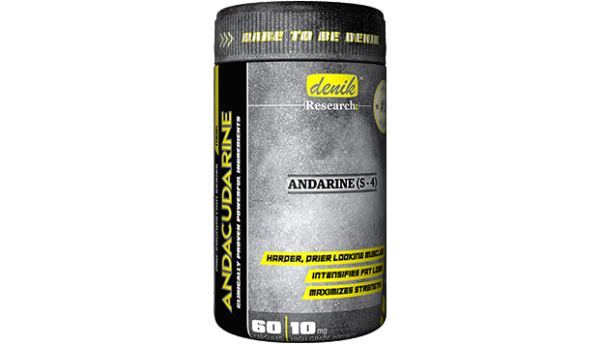 DARE TO BE DENIK
denik
Research:
ANDARINE (S-4)
HARDER, DRIER LOOKING MUSCLES
INTENSIFIES FAT LOSS
MAXIMIZES STRENGTH
60
10mg
ANDACUDARINE
CLINICALLY PROVEN POWERFUL INGREDIENTS